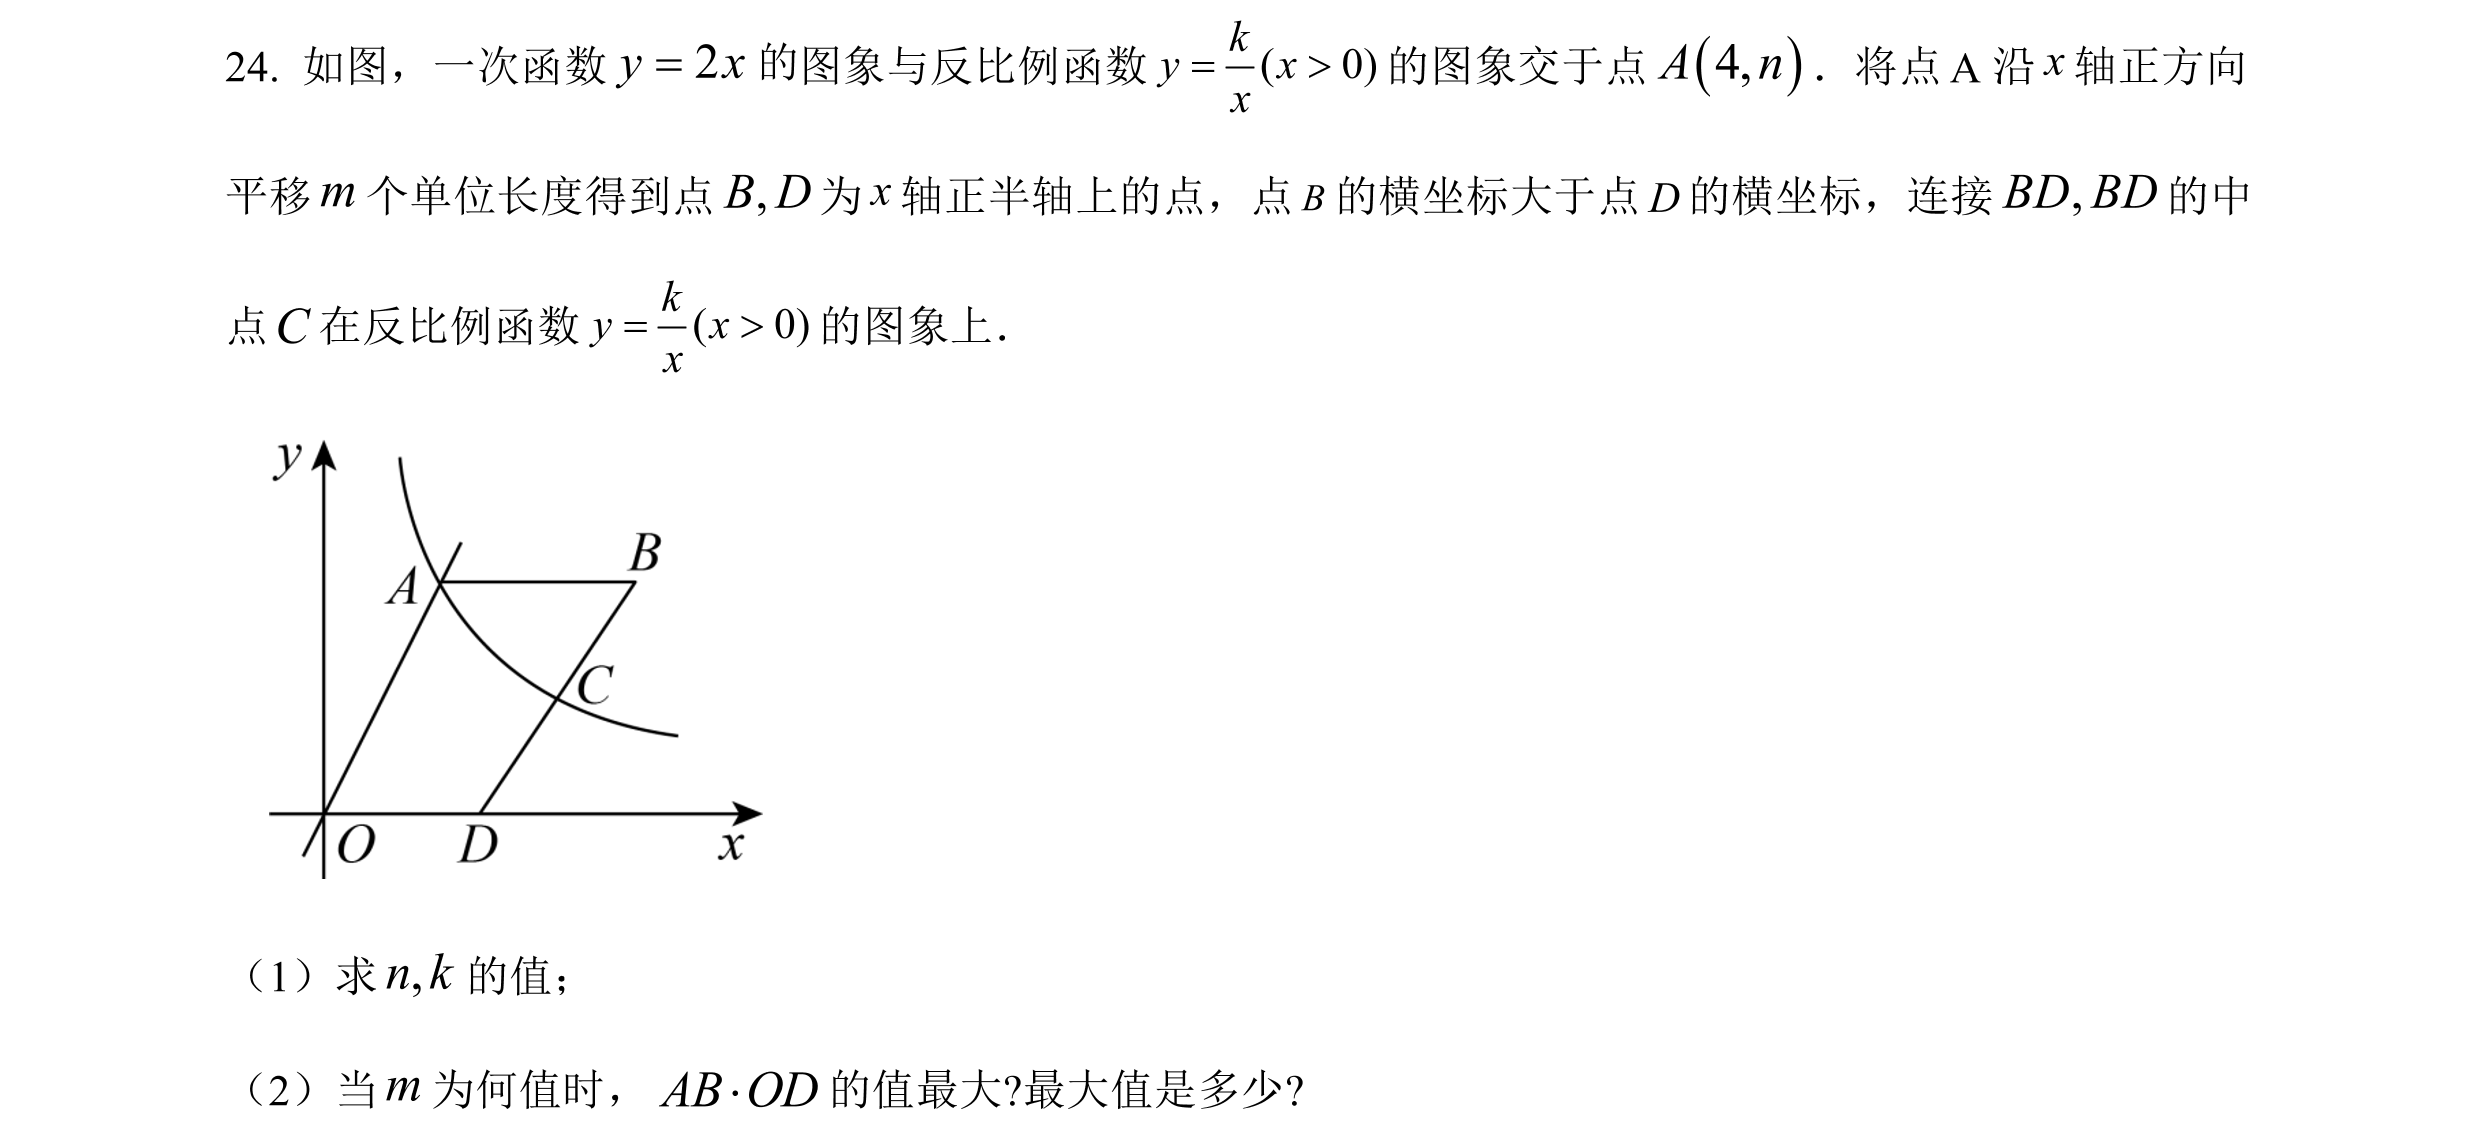 24. 如图，一次函数 y = 2x 的图象与反比例函数 y = k/x (x > 0) 的图象交于点 A(4,n)．将点 A 沿 x 轴正方向
平移 m 个单位长度得到点 B, D 为 x 轴正半轴上的点，点 B 的横坐标大于点 D 的横坐标，连接 BD, BD 的中
点 C 在反比例函数 y = k/x (x > 0) 的图象上．
y
B
A
C
O D x
（1）求 n, k 的值；
（2）当 m 为何值时， AB·OD 的值最大?最大值是多少?